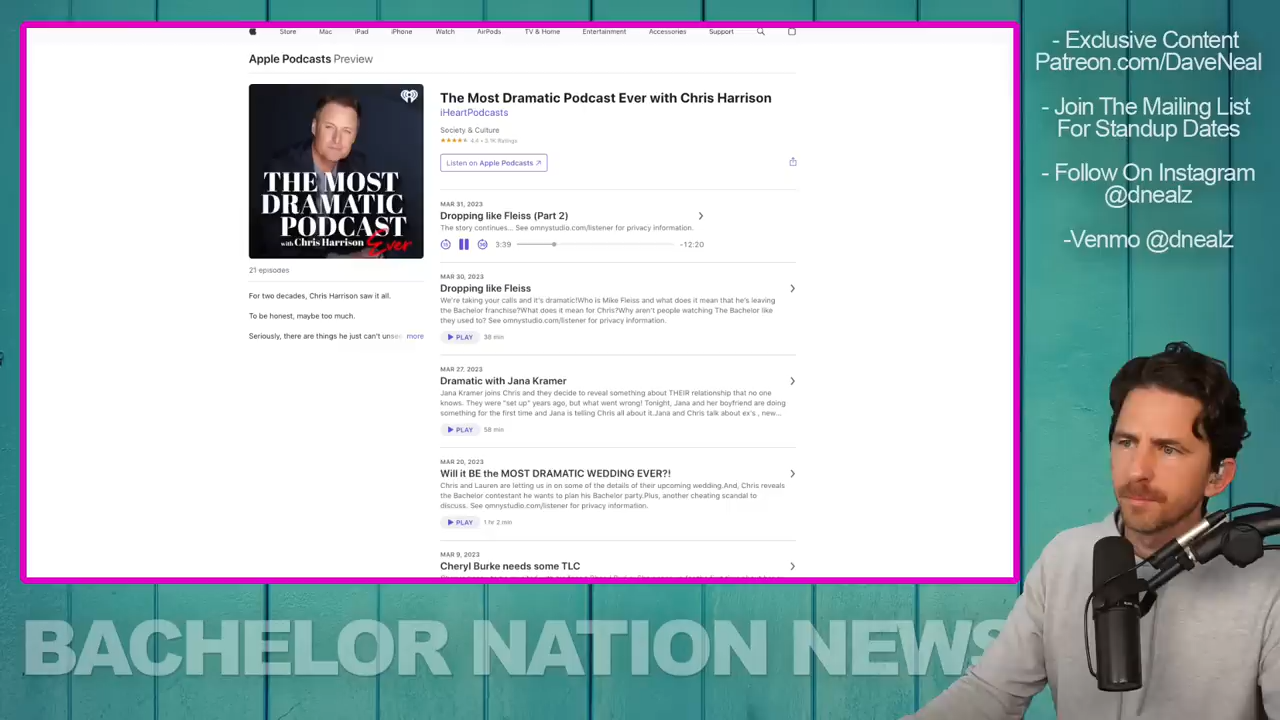 Store Mac iPad iPhone Watch AirPods TV & Home Entertainment Accessories Support
Apple Podcasts Preview
THE MOST
DRAMATIC
PODCAST
with Chris Harrison Ever
21 episodes
For two decades, Chris Harrison saw it all.
To be honest, maybe too much.
Seriously, there are things he just can't unsee more
The Most Dramatic Podcast Ever with Chris Harrison
iHeartPodcasts
Society & Culture
4.4 • 3.1K Ratings
Listen on Apple Podcasts ↗
MAR 31, 2023
Dropping like Fleiss (Part 2)
The story continues... See omnystudio.com/listener for privacy information.
3:39 -12:20
MAR 30, 2023
Dropping like Fleiss
We're taking your calls and it's dramatic!Who is Mike Fleiss and what does it mean that he's leaving
the Bachelor franchise?What does it mean for Chris?Why aren't people watching The Bachelor like
they used to? See omnystudio.com/listener for privacy information.
PLAY 38 min
MAR 27, 2023
Dramatic with Jana Kramer
Jana Kramer joins Chris and they decide to reveal something about THEIR relationship that no one
knows. They were "set up" years ago, but what went wrong! Tonight, Jana and her boyfriend are doing
something for the first time and Jana is telling Chris all about it.Jana and Chris talk about ex's , new...
PLAY 58 min
MAR 20, 2023
Will it BE the MOST DRAMATIC WEDDING EVER?!
Chris and Lauren are letting us in on some of the details of their upcoming wedding.And, Chris reveals
the Bachelor contestant he wants to plan his Bachelor party.Plus, another cheating scandal to
discuss. See omnystudio.com/listener for privacy information.
PLAY 1 hr 2 min
MAR 9, 2023
Cheryl Burke needs some TLC
- Exclusive Content
Patreon.com/DaveNeal
- Join The Mailing List
For Standup Dates
- Follow On Instagram
@dnealz
-Venmo @dnealz
BACHELOR NATION NEWS